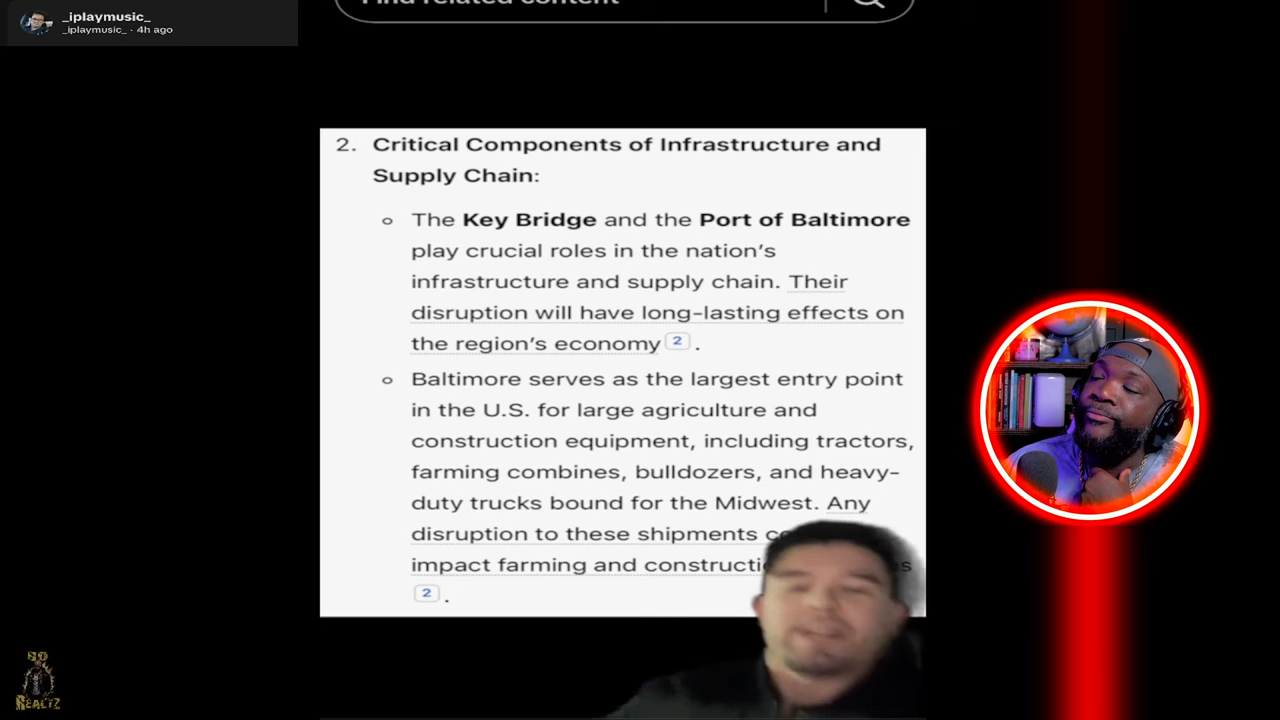 _iplaymusic_
_iplaymusic_ · 4h ago
Find related content
2. Critical Components of Infrastructure and
Supply Chain:
The Key Bridge and the Port of Baltimore
play crucial roles in the nation's
infrastructure and supply chain. Their
disruption will have long-lasting effects on
the region's economy 2 .
Baltimore serves as the largest entry point
in the U.S. for large agriculture and
construction equipment, including tractors,
farming combines, bulldozers, and heavy-
duty trucks bound for the Midwest. Any
disruption to these shipments
impact farming and
2 .
REACTZ